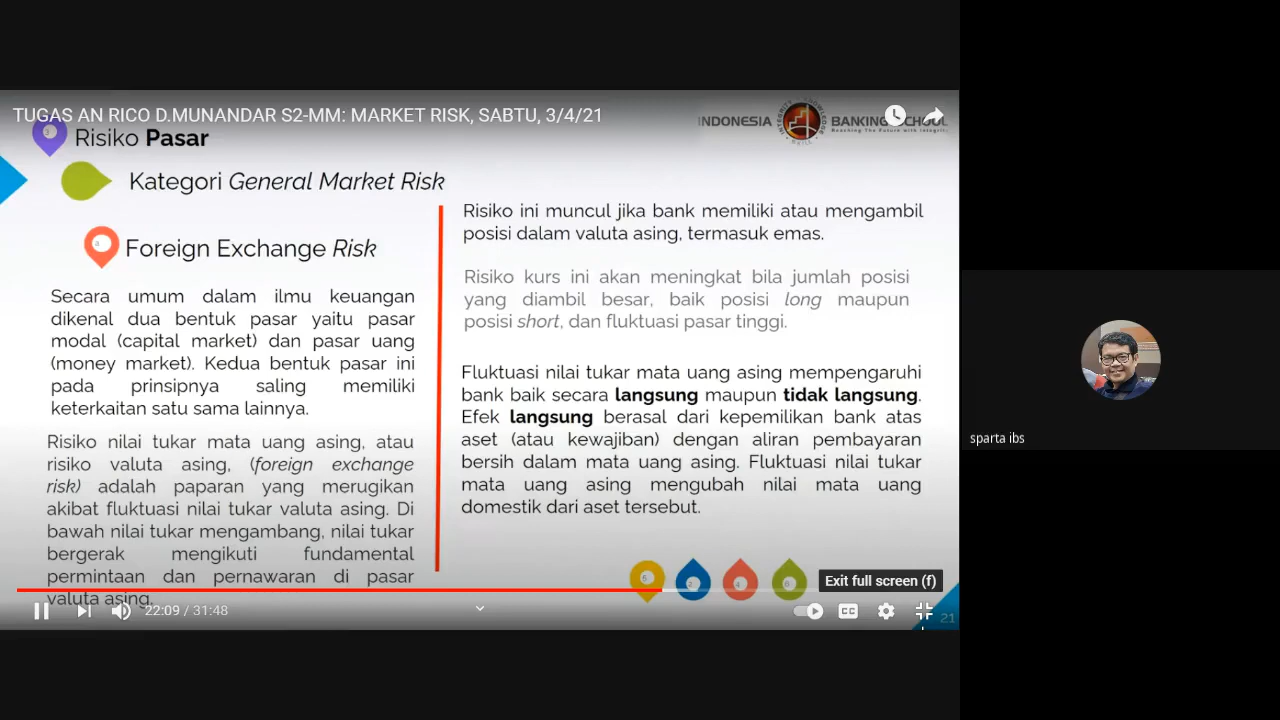 TUGAS AN RICO D.MUNANDAR S2-MM: MARKET RISK, SABTU, 3/4/21
INDONESIA BANKING SCHOOL
Risiko Pasar
Kategori General Market Risk
Foreign Exchange Risk
Secara umum dalam ilmu keuangan
dikenal dua bentuk pasar yaitu pasar
modal (capital market) dan pasar uang
(money market). Kedua bentuk pasar ini
pada prinsipnya saling memiliki
keterkaitan satu sama lainnya.
Risiko nilai tukar mata uang asing, atau
risiko valuta asing, (foreign exchange
risk) adalah paparan yang merugikan
akibat fluktuasi nilai tukar valuta asing. Di
bawah nilai tukar mengambang, nilai tukar
bergerak mengikuti fundamental
permintaan dan pernawaran di pasar
valuta asing.
Risiko ini muncul jika bank memiliki atau mengambil
posisi dalam valuta asing, termasuk emas.
Risiko kurs ini akan meningkat bila jumlah posisi
yang diambil besar, baik posisi long maupun
posisi short, dan fluktuasi pasar tinggi.
Fluktuasi nilai tukar mata uang asing mempengaruhi
bank baik secara langsung maupun tidak langsung.
Efek langsung berasal dari kepemilikan bank atas
aset (atau kewajiban) dengan aliran pembayaran
bersih dalam mata uang asing. Fluktuasi nilai tukar
mata uang asing mengubah nilai mata uang
domestik dari aset tersebut.
Exit full screen (f)
22:09 / 31:48
CC
21
sparta ibs